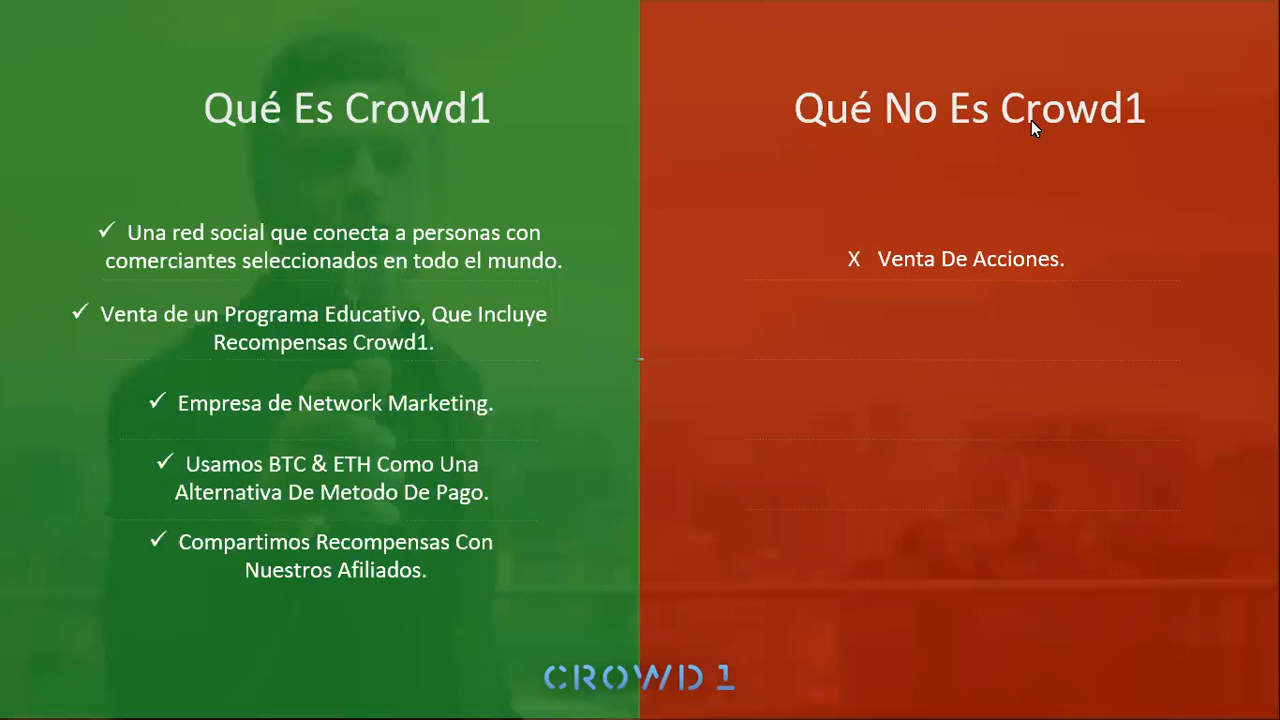 Qué Es Crowd1
✓ Una red social que conecta a personas con
comerciantes seleccionados en todo el mundo.
✓ Venta de un Programa Educativo, Que Incluye
Recompensas Crowd1.
✓ Empresa de Network Marketing.
✓ Usamos BTC & ETH Como Una
Alternativa De Metodo De Pago.
✓ Compartimos Recompensas Con
Nuestros Afiliados.
Qué No Es Crowd1
X Venta De Acciones.
CROWD 1